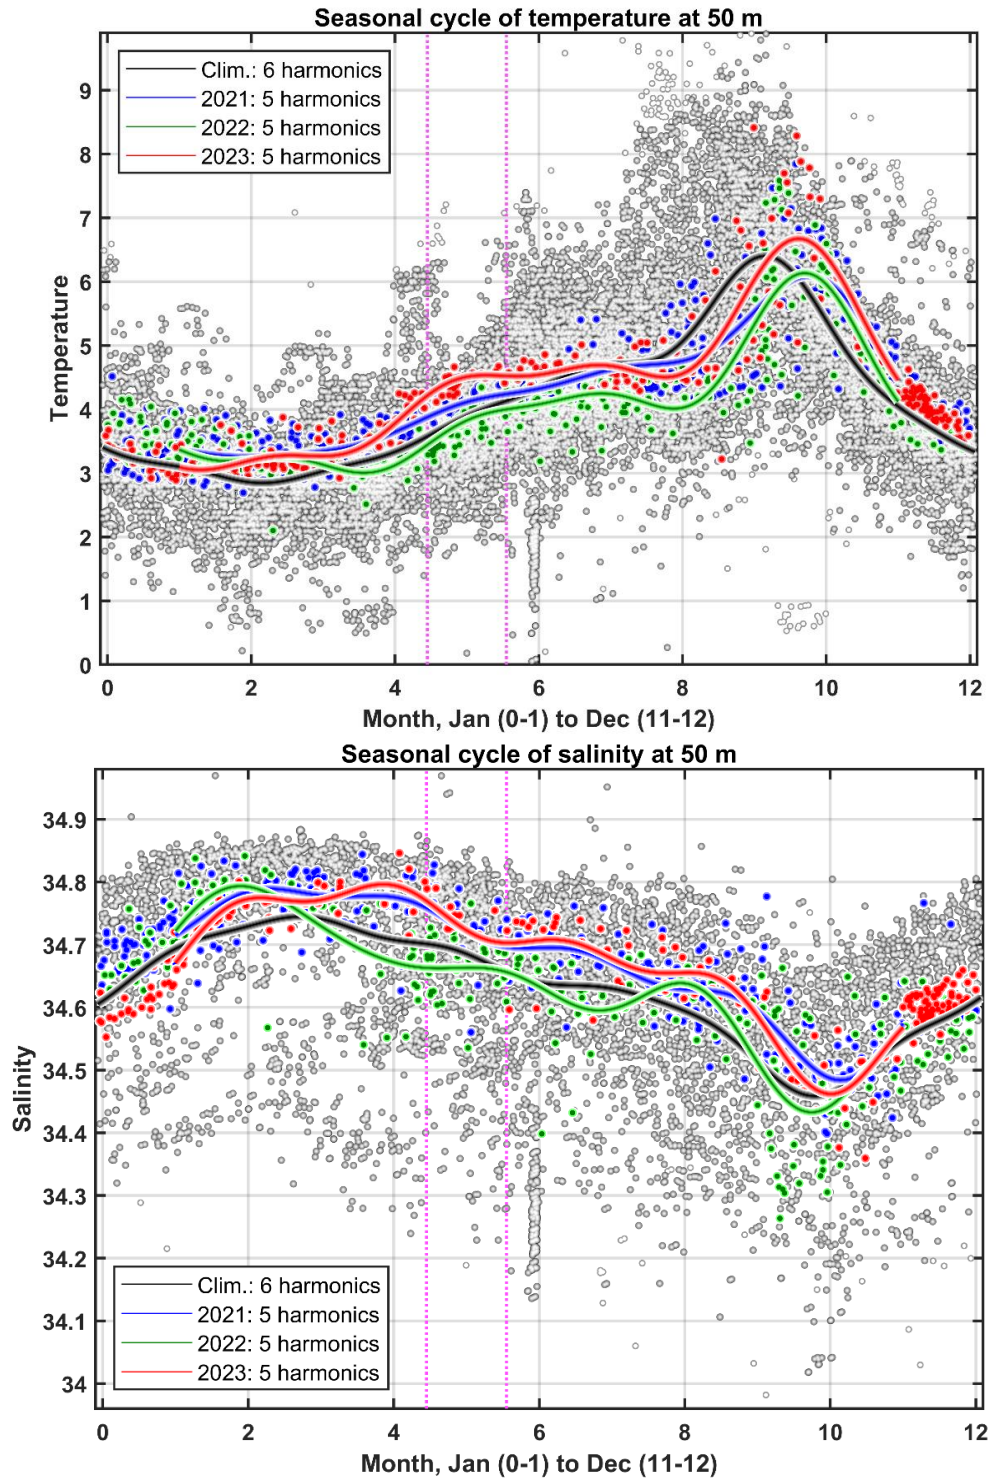 Seasonal cycle of temperature at 50 m
Clim.: 6 harmonics
2021: 5 harmonics
2022: 5 harmonics
2023: 5 harmonics
Temperature
9
8
7
6
5
4
3
2
1
0
0 2 4 6 8 10 12
Month, Jan (0-1) to Dec (11-12)
Seasonal cycle of salinity at 50 m
Salinity
34.9
34.8
34.7
34.6
34.5
34.4
34.3
34.2
34.1
34
Clim.: 6 harmonics
2021: 5 harmonics
2022: 5 harmonics
2023: 5 harmonics
0 2 4 6 8 10 12
Month, Jan (0-1) to Dec (11-12)